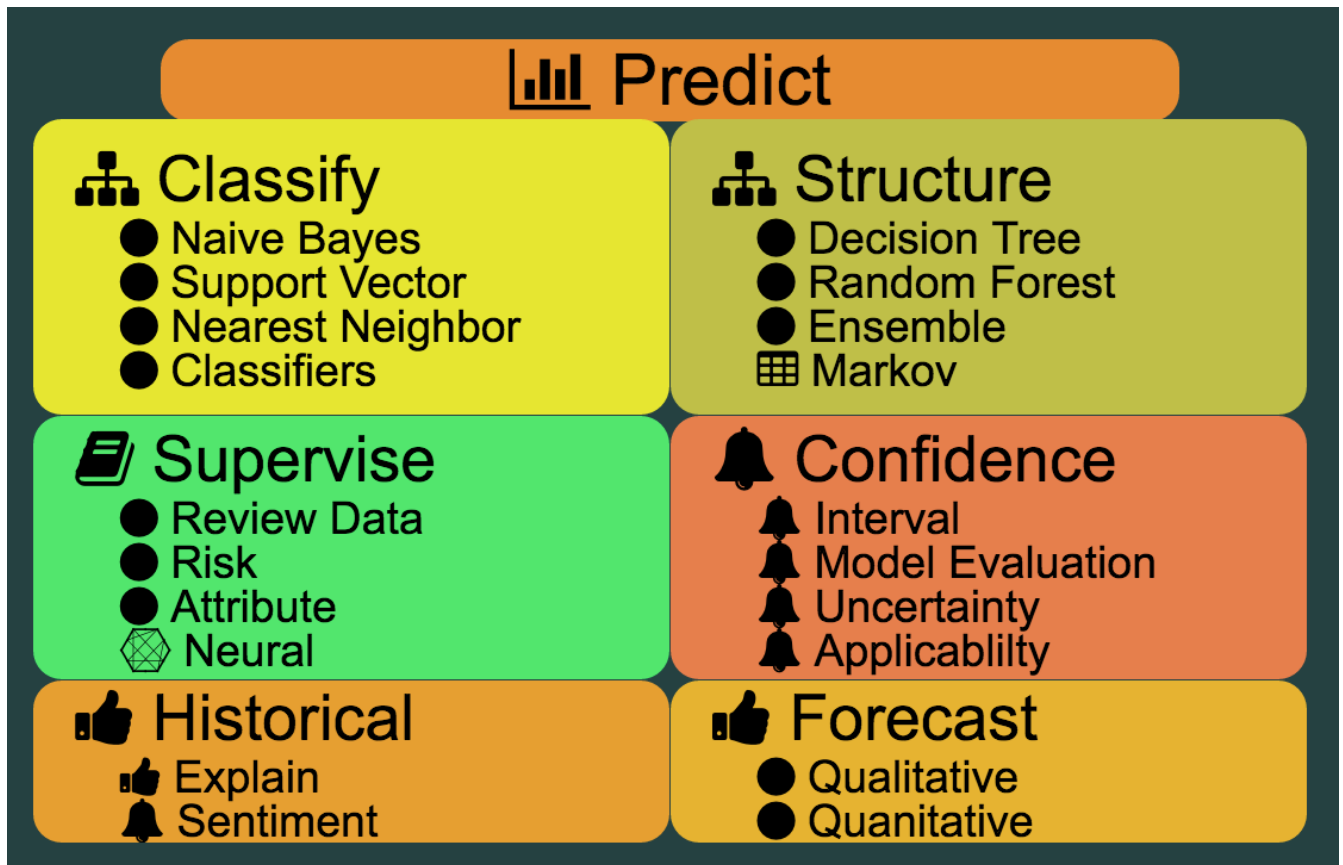 Predict
Classify
Naive Bayes
Support Vector
Nearest Neighbor
Classifiers
Structure
Decision Tree
Random Forest
Ensemble
Markov
Supervise
Review Data
Risk
Attribute
Neural
Confidence
Interval
Model Evaluation
Uncertainty
Applicablilty
Historical
Explain
Sentiment
Forecast
Qualitative
Quanitative